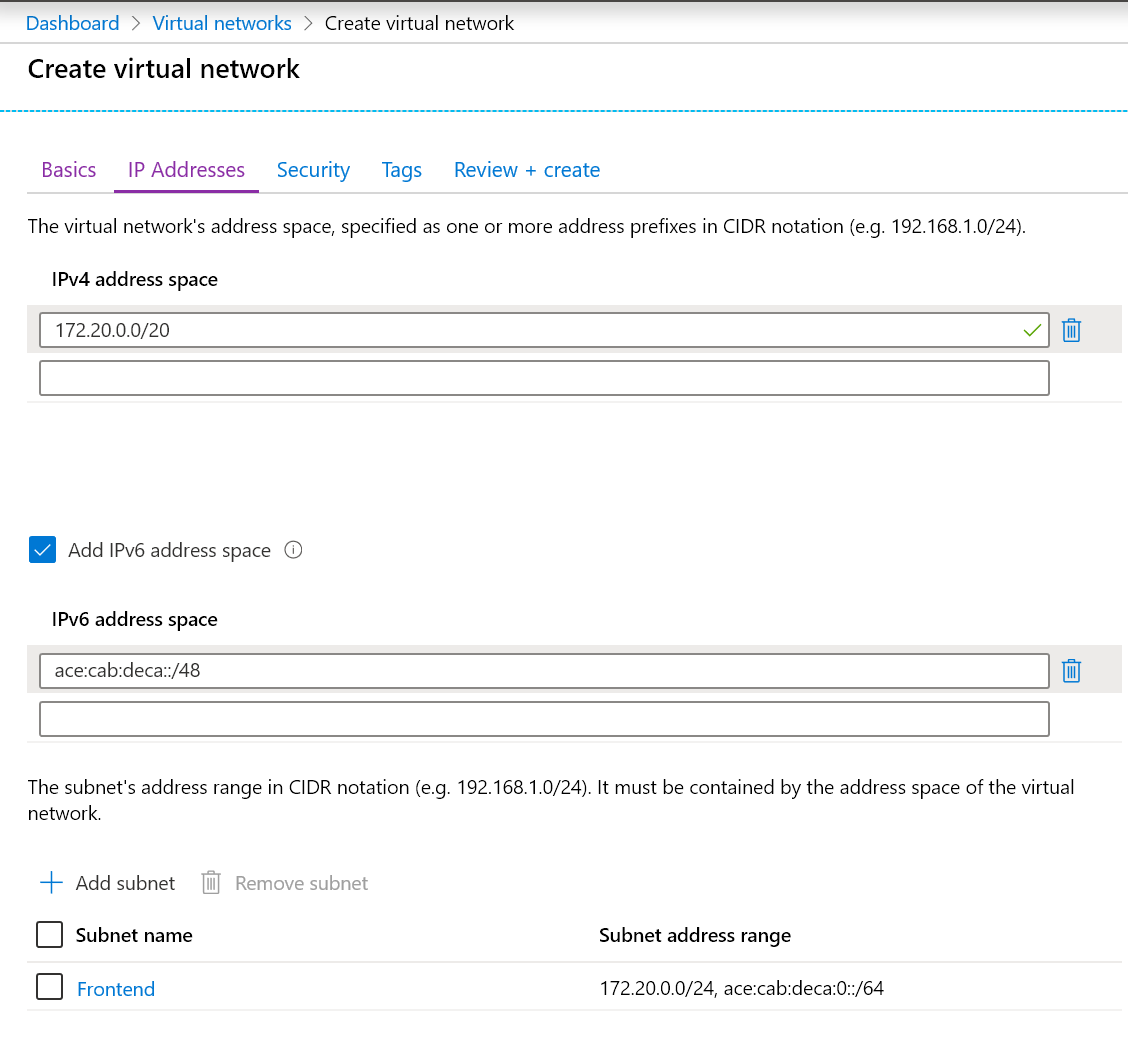 Dashboard > Virtual networks > Create virtual network
Create virtual network
Basics IP Addresses Security Tags Review + create
The virtual network's address space, specified as one or more address prefixes in CIDR notation (e.g. 192.168.1.0/24).
IPv4 address space
172.20.0.0/20
Add IPv6 address space
IPv6 address space
ace:cab:deca::/48
The subnet's address range in CIDR notation (e.g. 192.168.1.0/24). It must be contained by the address space of the virtual
network.
Add subnet Remove subnet
Subnet name Subnet address range
Frontend 172.20.0.0/24, ace:cab:deca:0::/64